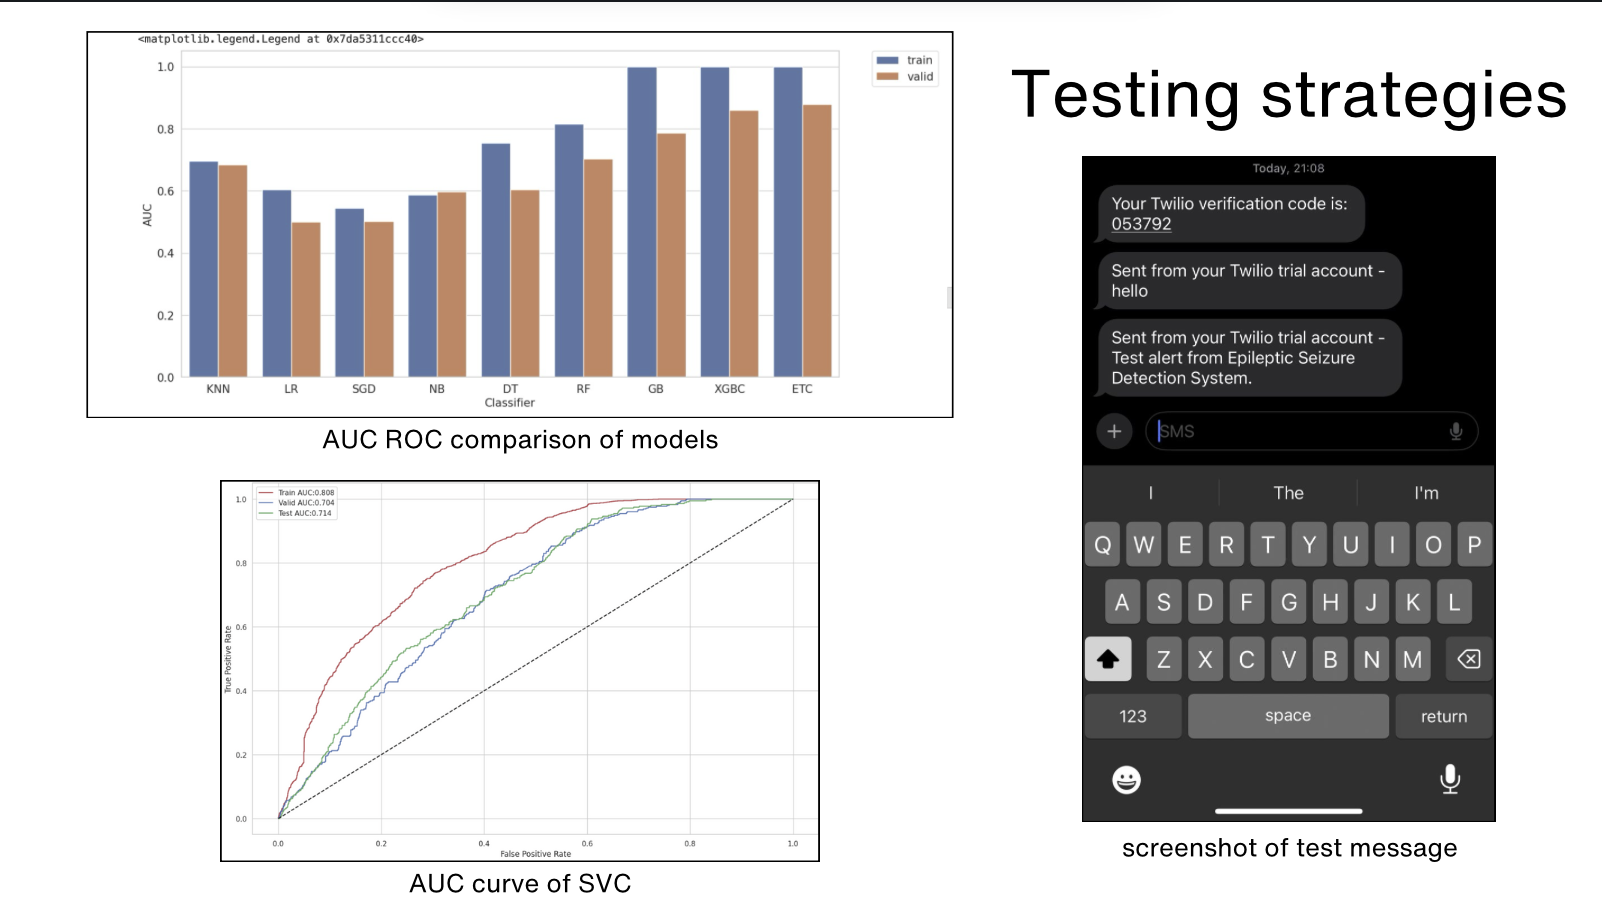 Testing strategies
<matplotlib.legend.Legend at 0x7da5311ccc40>
train
valid
1.0
0.8
0.6
0.4
0.2
0.0
AUC
KNN LR SGD NB DT RF GB XGBC ETC
Classifier
AUC ROC comparison of models
Train AUC:0.808
Valid AUC:0.704
Test AUC:0.714
1.0
0.8
0.6
0.4
0.2
0.0
True Positive Rate
0.0 0.2 0.4 0.6 0.8 1.0
False Positive Rate
AUC curve of SVC
Today, 21:08
Your Twilio verification code is:
053792
Sent from your Twilio trial account -
hello
Sent from your Twilio trial account -
Test alert from Epileptic Seizure
Detection System.
SMS
I The I'm
Q W E R T Y U I O P
A S D F G H J K L
Z X C V B N M
123 space return
screenshot of test message